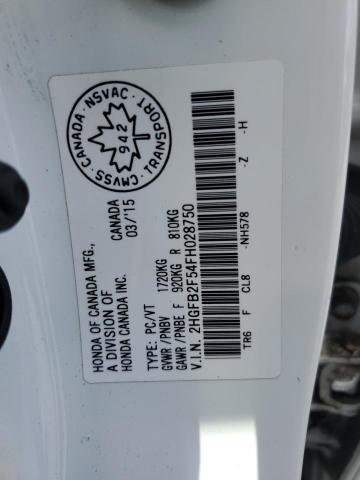 CMVSS · CANADA · NSVAC · TRANSPORT
942
CANADA
03/'15
HONDA OF CANADA MFG.,
A DIVISION OF
HONDA CANADA INC.
TYPE: PC/VT
GVWR /PNBV 1720KG
GAWR /PNBE F 920KG R 810KG
V.I.N. 2HGFB2F54FH028750
TR6 F CL8 -NH578 -Z -H